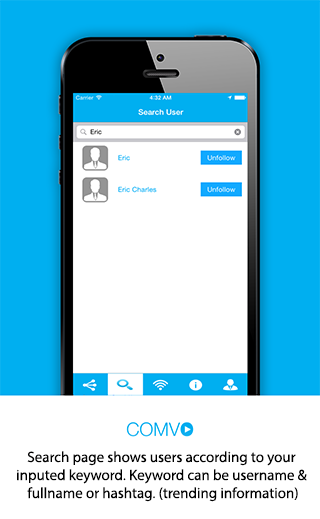 Carrier 4:32 AM
Search User
Eric
Eric Unfollow
Eric Charles Unfollow
COMVO
Search page shows users according to your
inputed keyword. Keyword can be username &
fullname or hashtag. (trending information)